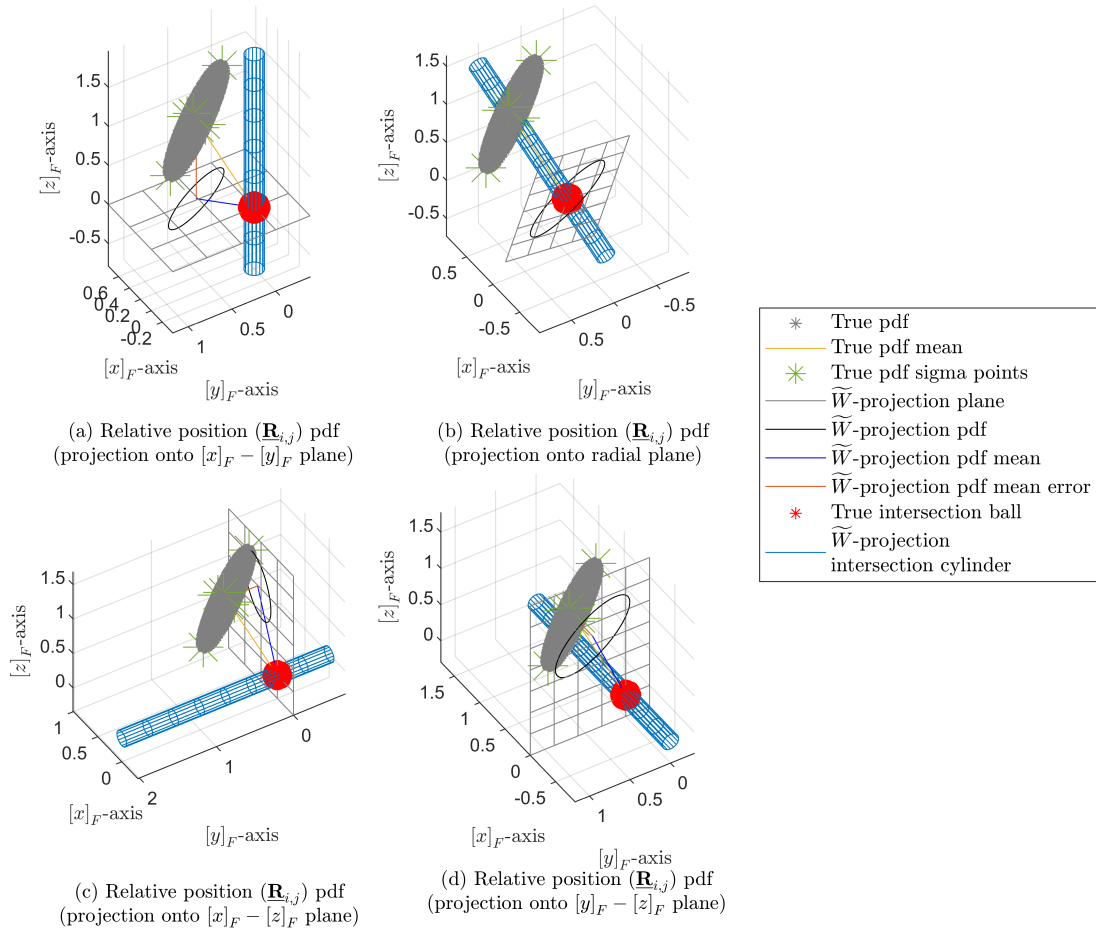 1.5
1
0.5
0
-0.5
[z]_F-axis
0.6
0.4
0.2
0
-0.2
[x]_F-axis
1
0.5
0
[y]_F-axis
(a) Relative position (R_{i,j}) pdf
(projection onto [x]_F − [y]_F plane)
1.5
1
0.5
0
-0.5
[z]_F-axis
0.5
0
-0.5
[x]_F-axis
0.5
0
-0.5
[y]_F-axis
(b) Relative position (R_{i,j}) pdf
(projection onto radial plane)
1.5
1
0.5
0
[z]_F-axis
1
0.5
0
[x]_F-axis
2
1
0
[y]_F-axis
(c) Relative position (R_{i,j}) pdf
(projection onto [x]_F − [z]_F plane)
1.5
1
0.5
0
[z]_F-axis
1.5
1
0.5
0
-0.5
[x]_F-axis
1
0.5
0
[y]_F-axis
(d) Relative position (R_{i,j}) pdf
(projection onto [y]_F − [z]_F plane)
True pdf
True pdf mean
True pdf sigma points
W̃-projection plane
W̃-projection pdf
W̃-projection pdf mean
W̃-projection pdf mean error
True intersection ball
W̃-projection
intersection cylinder